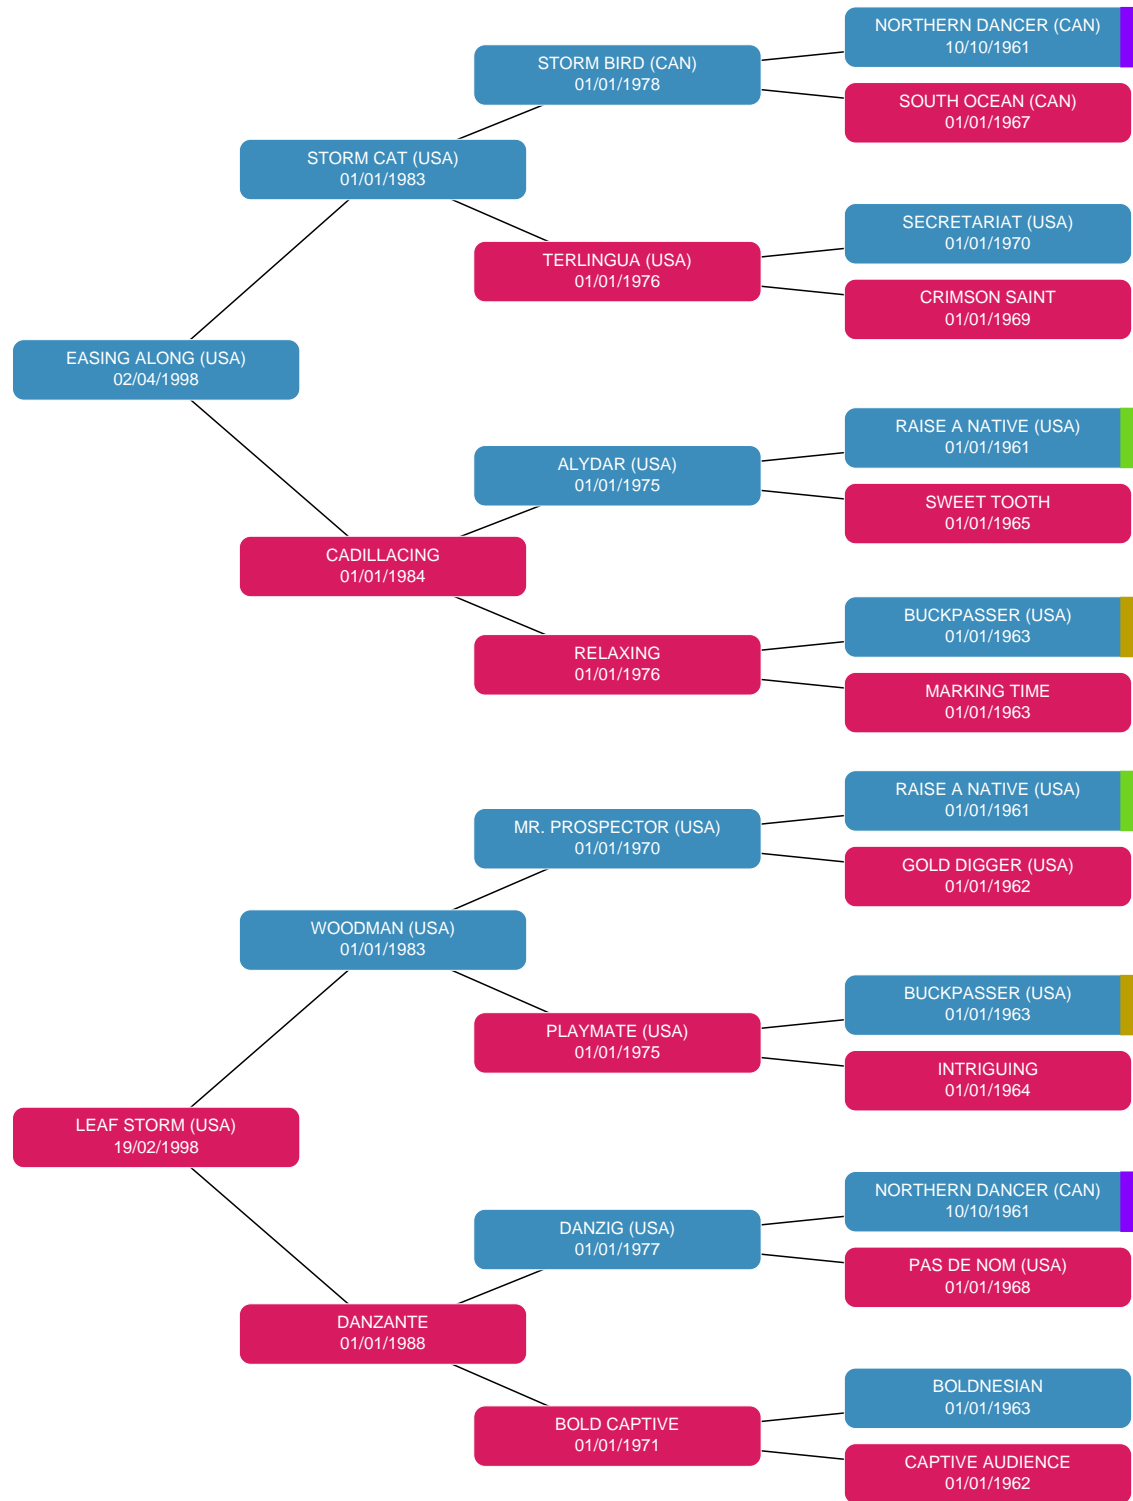 NORTHERN DANCER (CAN)
10/10/1961
STORM BIRD (CAN)
01/01/1978
SOUTH OCEAN (CAN)
01/01/1967
STORM CAT (USA)
01/01/1983
SECRETARIAT (USA)
01/01/1970
TERLINGUA (USA)
01/01/1976
CRIMSON SAINT
01/01/1969
EASING ALONG (USA)
02/04/1998
RAISE A NATIVE (USA)
01/01/1961
ALYDAR (USA)
01/01/1975
SWEET TOOTH
01/01/1965
CADILLACING
01/01/1984
BUCKPASSER (USA)
01/01/1963
RELAXING
01/01/1976
MARKING TIME
01/01/1963
RAISE A NATIVE (USA)
01/01/1961
MR. PROSPECTOR (USA)
01/01/1970
GOLD DIGGER (USA)
01/01/1962
WOODMAN (USA)
01/01/1983
BUCKPASSER (USA)
01/01/1963
PLAYMATE (USA)
01/01/1975
INTRIGUING
01/01/1964
LEAF STORM (USA)
19/02/1998
NORTHERN DANCER (CAN)
10/10/1961
DANZIG (USA)
01/01/1977
PAS DE NOM (USA)
01/01/1968
DANZANTE
01/01/1988
BOLDNESIAN
01/01/1963
BOLD CAPTIVE
01/01/1971
CAPTIVE AUDIENCE
01/01/1962